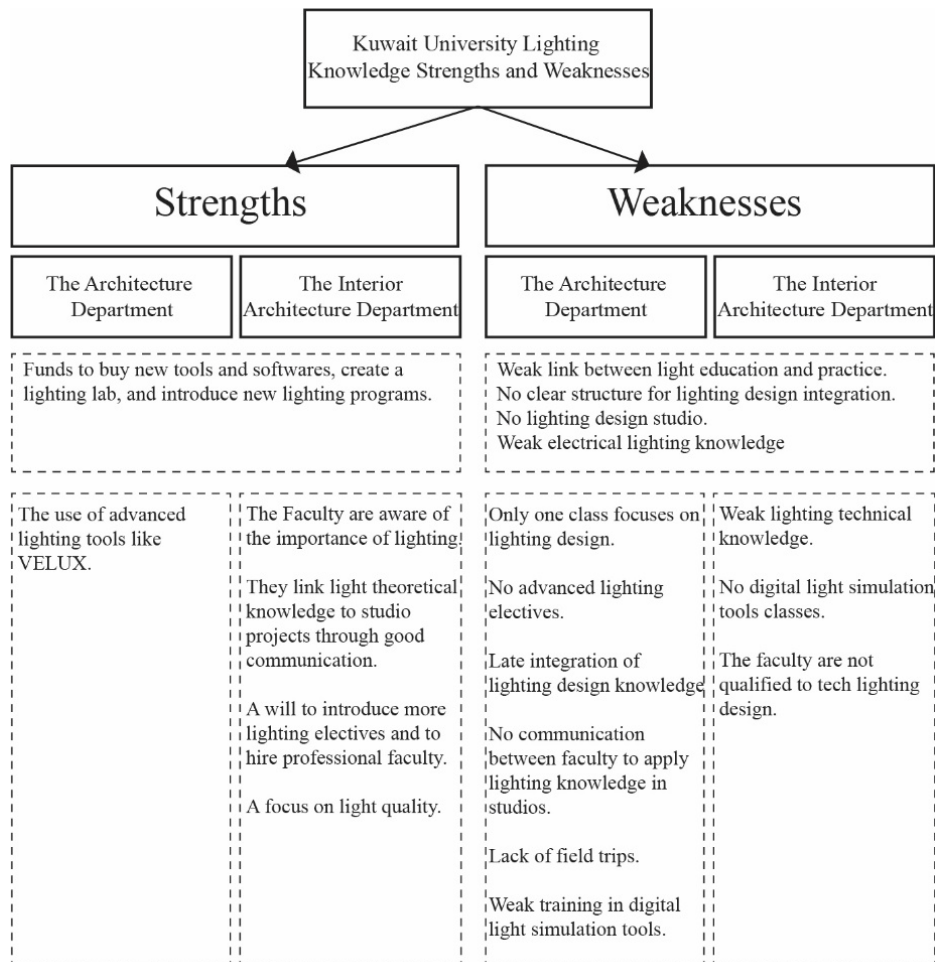 Kuwait University Lighting
Knowledge Strengths and Weaknesses
Strengths
Weaknesses
The Architecture
Department
The Interior
Architecture Department
The Architecture
Department
The Interior
Architecture Department
Funds to buy new tools and softwares, create a
lighting lab, and introduce new lighting programs.
Weak link between light education and practice.
No clear structure for lighting design integration.
No lighting design studio.
Weak electrical lighting knowledge
The use of advanced
lighting tools like
VELUX.
The Faculty are aware of
the importance of lighting.
They link light theoretical
knowledge to studio
projects through good
communication.
A will to introduce more
lighting electives and to
hire professional faculty.
A focus on light quality.
Only one class focuses on
lighting design.
No advanced lighting
electives.
Late integration of
lighting design knowledge
No communication
between faculty to apply
lighting knowledge in
studios.
Lack of field trips.
Weak training in digital
light simulation tools.
Weak lighting technical
knowledge.
No digital light simulation
tools classes.
The faculty are not
qualified to tech lighting
design.